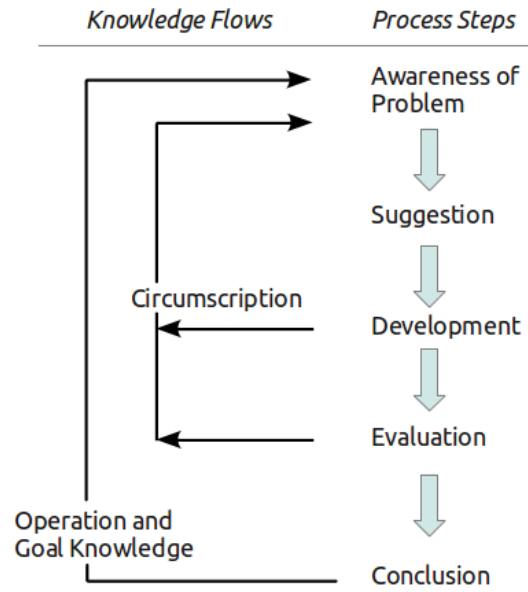 Knowledge Flows
Process Steps
Awareness of
Problem
Suggestion
Circumscription
Development
Evaluation
Operation and
Goal Knowledge
Conclusion